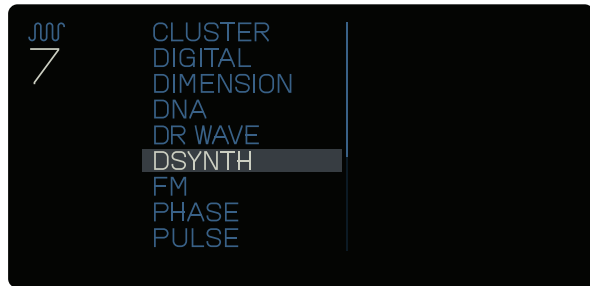 7
CLUSTER
DIGITAL
DIMENSION
DNA
DR WAVE
DSYNTH
FM
PHASE
PULSE